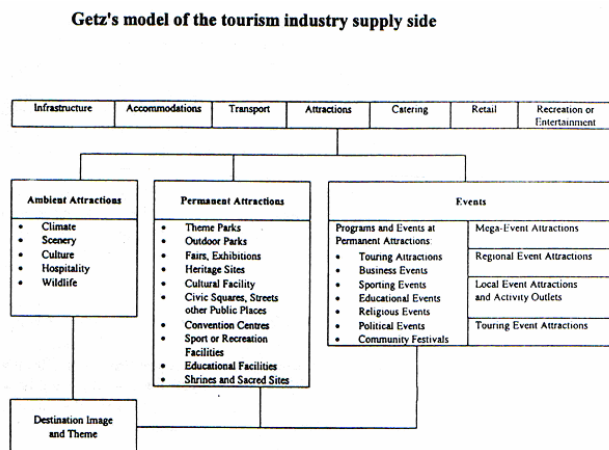 Getz's model of the tourism industry supply side
Infrastructure
Accommodations
Transport
Attractions
Catering
Retail
Recreation or
Entertainment
Ambient Attractions
• Climate
• Scenery
• Culture
• Hospitality
• Wildlife
Permanent Attractions
• Theme Parks
• Outdoor Parks
• Fairs, Exhibitions
• Heritage Sites
• Cultural Facility
• Civic Squares, Streets
other Public Places
• Convention Centres
• Sport or Recreation
Facilities
• Educational Facilities
• Shrines and Sacred Sites
Events
Programs and Events at
Permanent Attractions:
• Touring Attractions
• Business Events
• Sporting Events
• Educational Events
• Religious Events
• Political Events
• Community Festivals
Mega-Event Attractions
Regional Event Attractions
Local Event Attractions
and Activity Outlets
Touring Event Attractions
Destination Image
and Theme